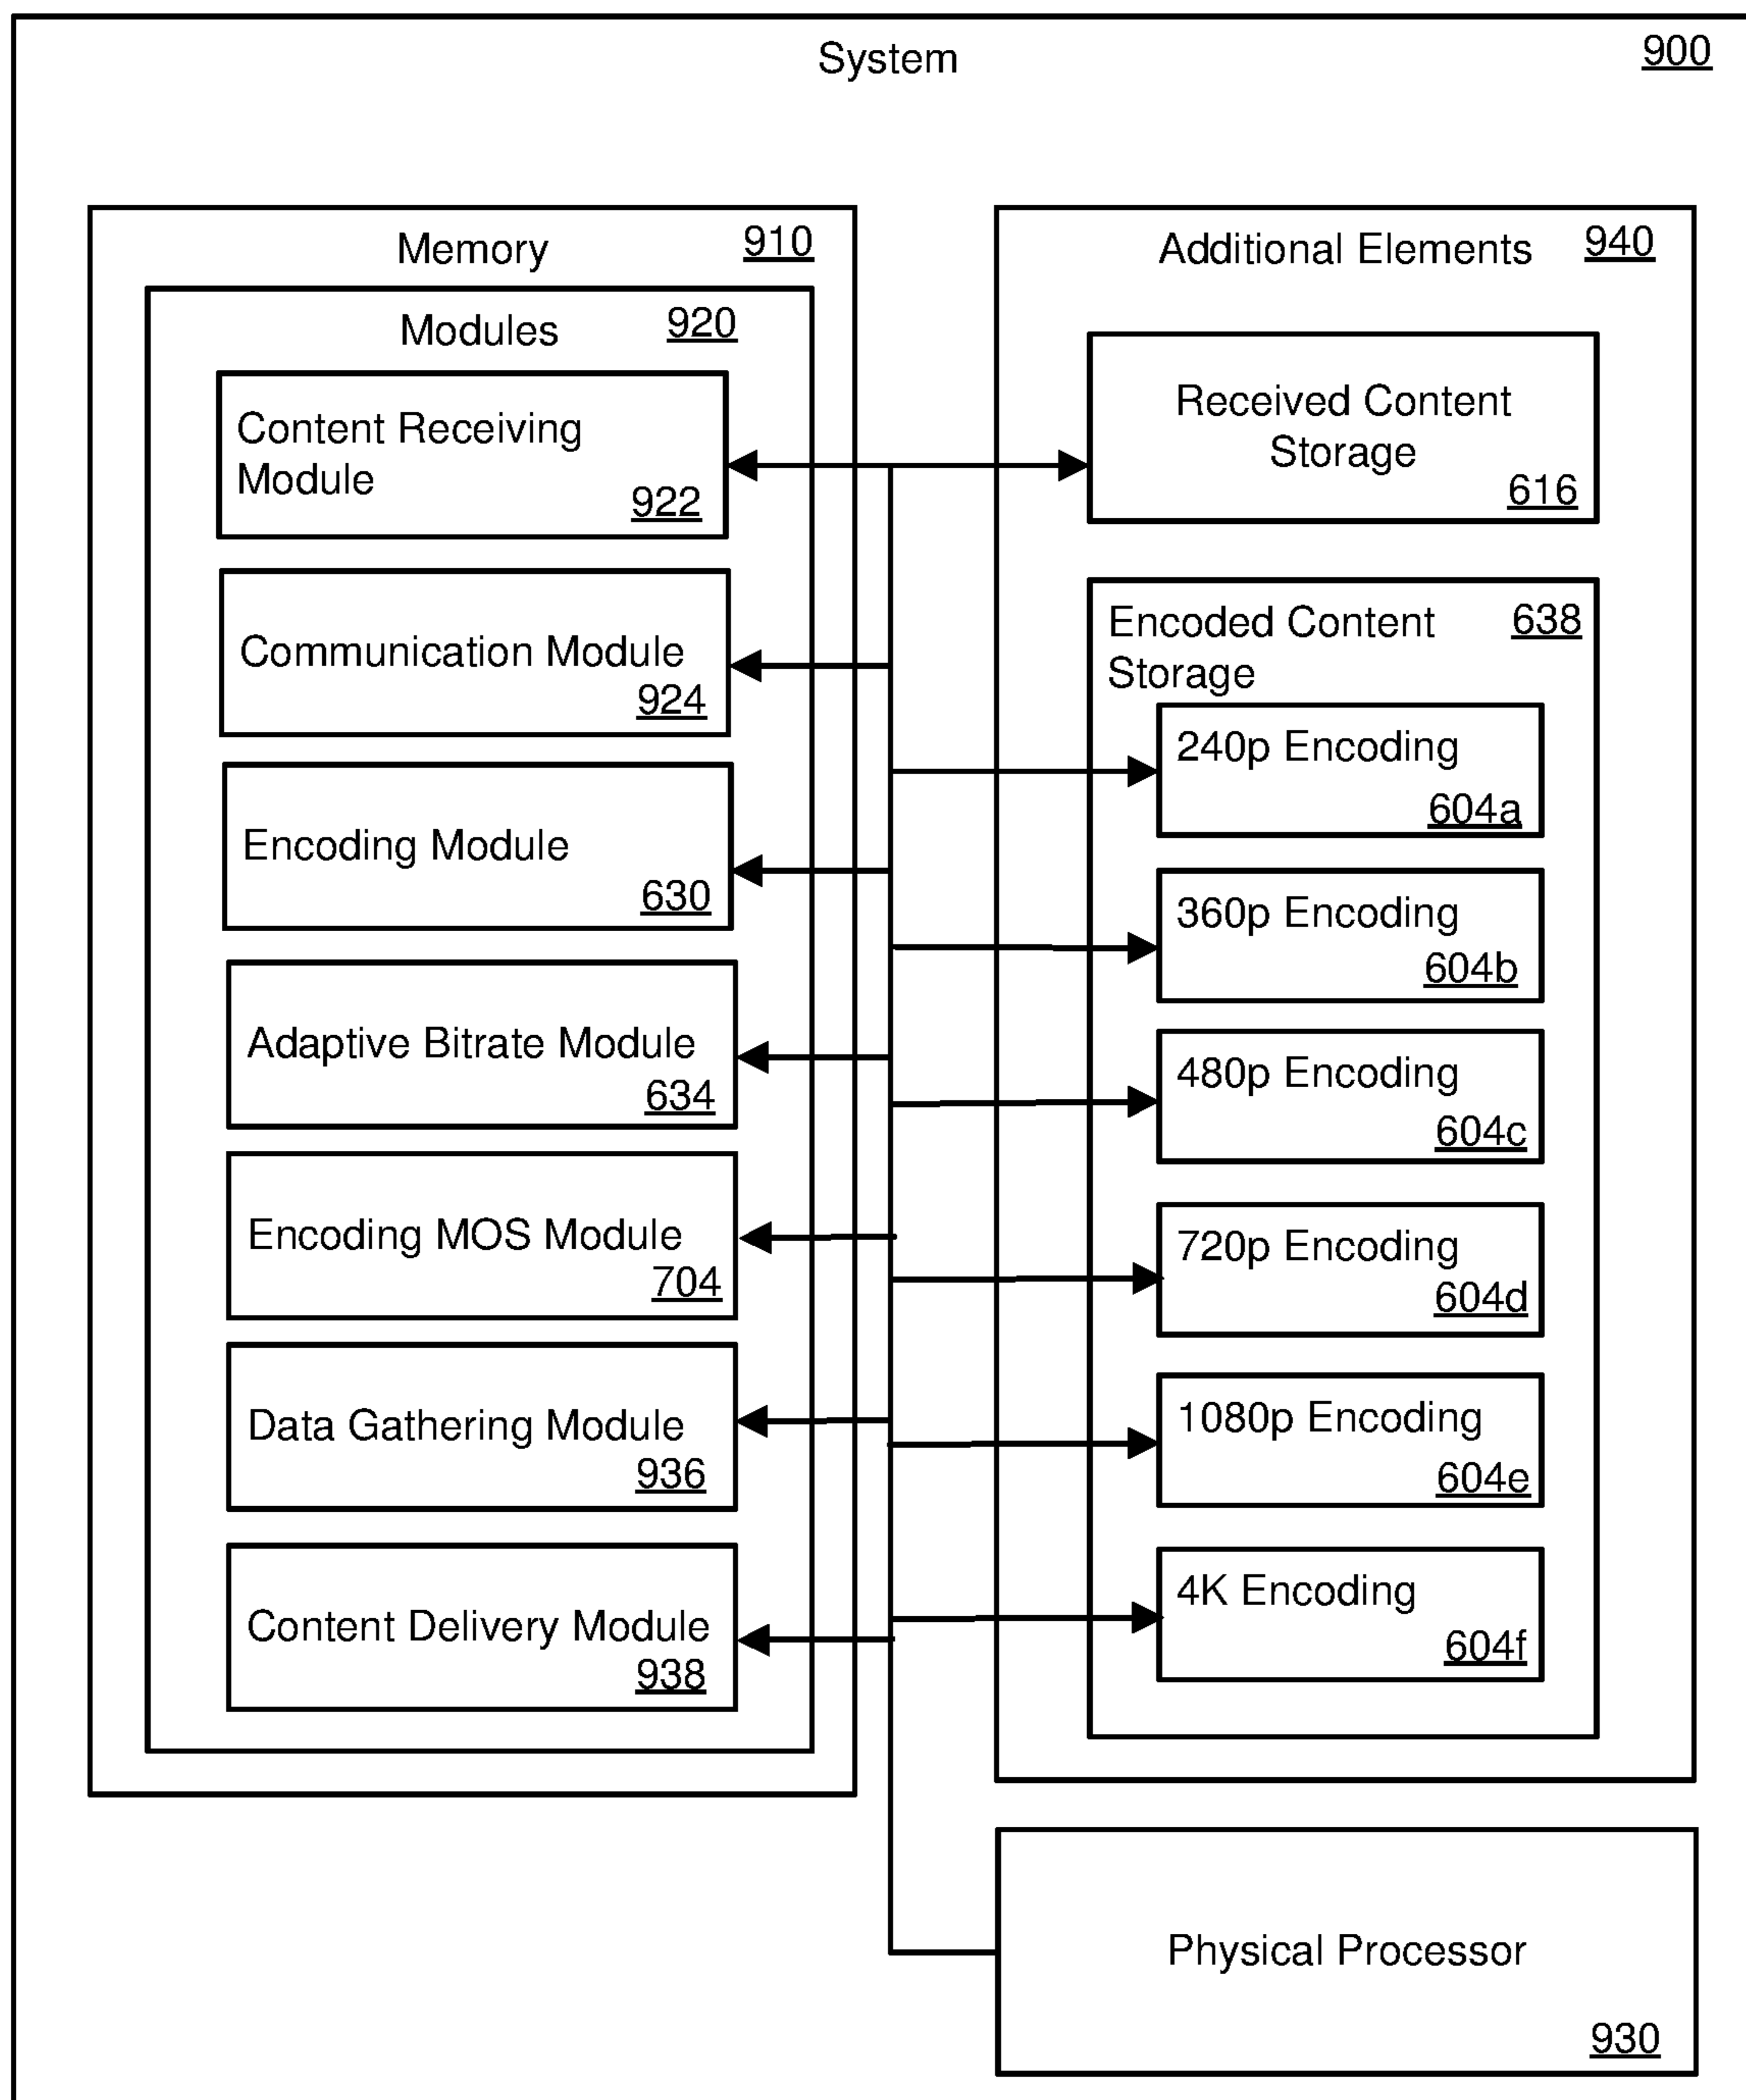 System
900
Memory
910
Modules
920
Content Receiving
Module
922
Communication Module
924
Encoding Module
630
Adaptive Bitrate Module
634
Encoding MOS Module
704
Data Gathering Module
936
Content Delivery Module
938
Additional Elements
940
Received Content
Storage
616
Encoded Content
Storage
638
240p Encoding
604a
360p Encoding
604b
480p Encoding
604c
720p Encoding
604d
1080p Encoding
604e
4K Encoding
604f
Physical Processor
930